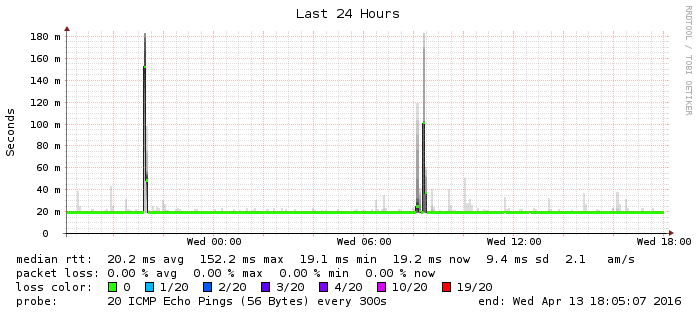 Last 24 Hours
RRDTOOL / TOBI OETIKER
Seconds
180 m
160 m
140 m
120 m
100 m
80 m
60 m
40 m
20 m
0
Wed 00:00 Wed 06:00 Wed 12:00 Wed 18:00
median rtt: 20.2 ms avg 152.2 ms max 19.1 ms min 19.2 ms now 9.4 ms sd 2.1 am/s
packet loss: 0.00 % avg 0.00 % max 0.00 % min 0.00 % now
loss color: 0 1/20 2/20 3/20 4/20 10/20 19/20
probe: 20 ICMP Echo Pings (56 Bytes) every 300s end: Wed Apr 13 18:05:07 2016